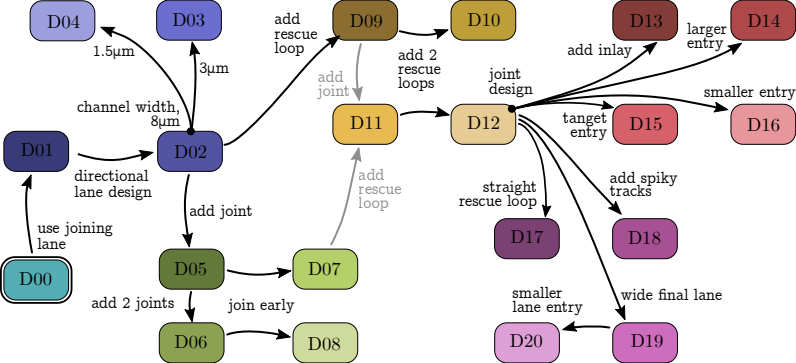 D04
D03
add
rescue
loop
D09
D10
D13
larger
entry
D14
1.5μm
3μm
add
joint
add 2
rescue
loops
joint
design
add inlay
channel width,
8μm
smaller entry
D01
D02
D11
D12
tanget
entry
D15
D16
directional
lane design
add
rescue
loop
straight
rescue loop
add spiky
tracks
use joining
lane
add joint
D17
D18
D00
D05
D07
add 2 joints
join early
smaller
lane entry
wide final lane
D06
D08
D20
D19